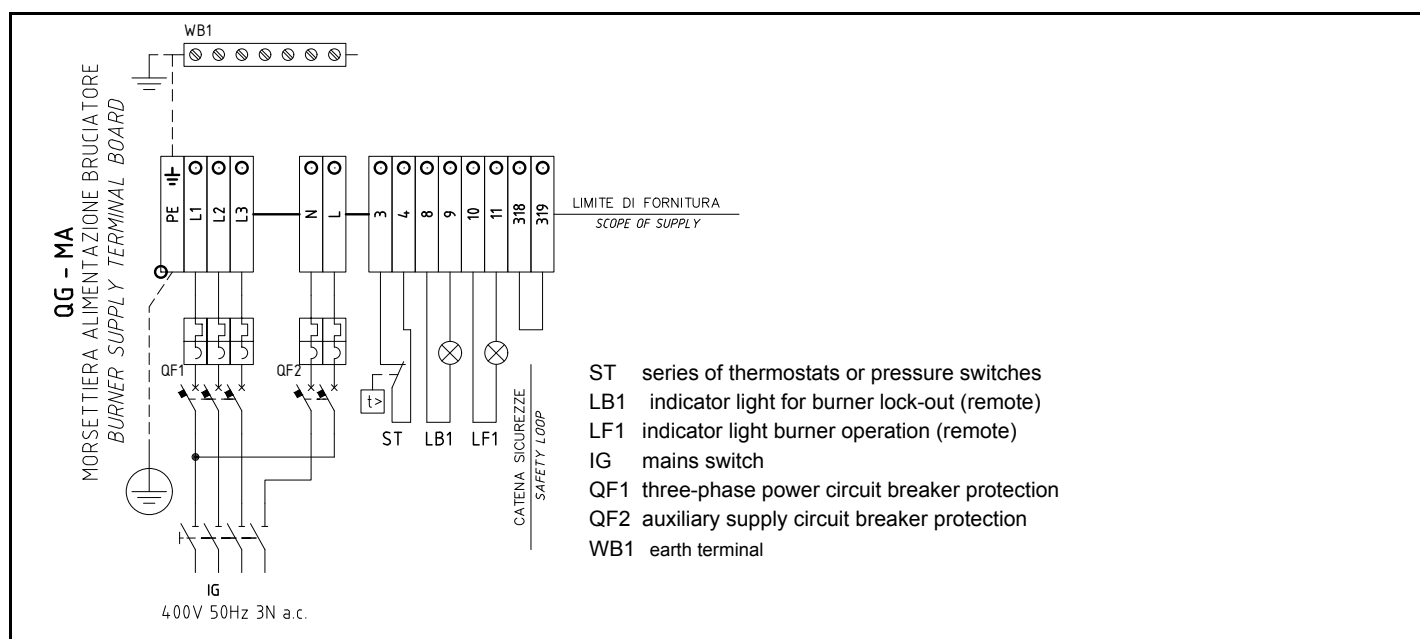 WB1
QG - MA
MORSETTIERA ALIMENTAZIONE BRUCIATORE
BURNER SUPPLY TERMINAL BOARD
PE L1 L2 L3 N L 3 4 8 9 10 11 318 319
LIMITE DI FORNITURA
SCOPE OF SUPPLY
QF1 QF2
t>
ST LB1 LF1
CATENA SICUREZZE
SAFETY LOOP
IG
400V 50Hz 3N a.c.
ST series of thermostats or pressure switches
LB1 indicator light for burner lock-out (remote)
LF1 indicator light burner operation (remote)
IG mains switch
QF1 three-phase power circuit breaker protection
QF2 auxiliary supply circuit breaker protection
WB1 earth terminal